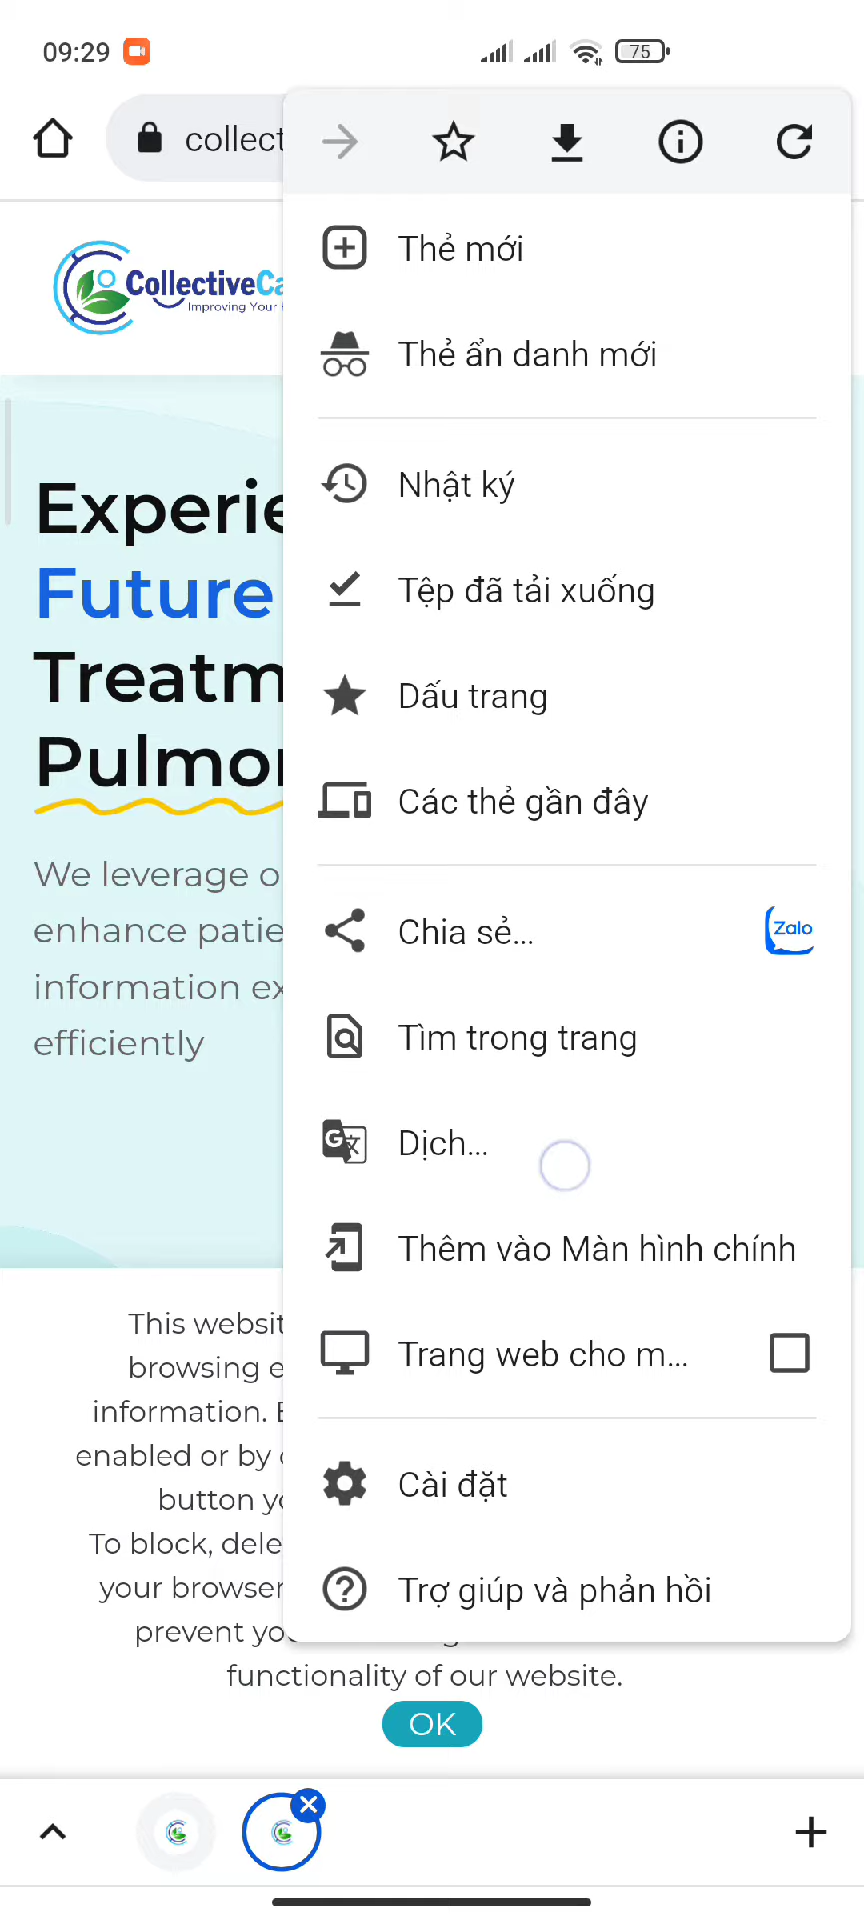 09:29
75
collect
Thẻ mới
Thẻ ẩn danh mới
Nhật ký
Tệp đã tải xuống
Dấu trang
Các thẻ gần đây
Chia sẻ...
Zalo
Tìm trong trang
Dịch...
Thêm vào Màn hình chính
Trang web cho m...
Cài đặt
Trợ giúp và phản hồi
CollectiveCa
Improving Your
Experie
Future
Treatm
Pulmo
We leverage o
enhance patie
information ex
efficiently
This websit
browsing e
information. E
enabled or by
button yo
To block, dele
your browser
prevent yo
functionality of our website.
OK